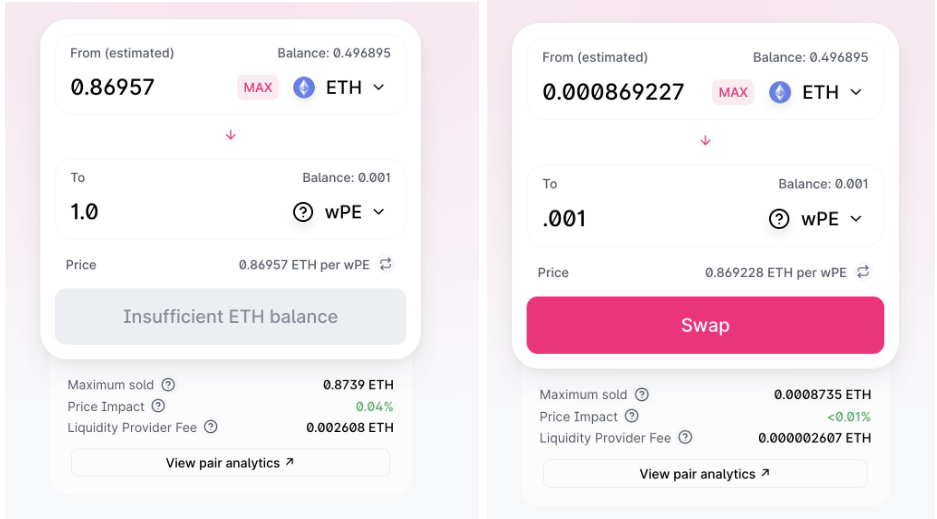 From (estimated) Balance: 0.496895
0.86957 MAX ETH
To Balance: 0.001
1.0 ? wPE
Price 0.86957 ETH per wPE
Insufficient ETH balance
Maximum sold ? 0.8739 ETH
Price Impact ? 0.04%
Liquidity Provider Fee ? 0.002608 ETH
View pair analytics ↗
From (estimated) Balance: 0.496895
0.000869227 MAX ETH
To Balance: 0.001
.001 ? wPE
Price 0.869228 ETH per wPE
Swap
Maximum sold ? 0.0008735 ETH
Price Impact ? <0.01%
Liquidity Provider Fee ? 0.000002607 ETH
View pair analytics ↗